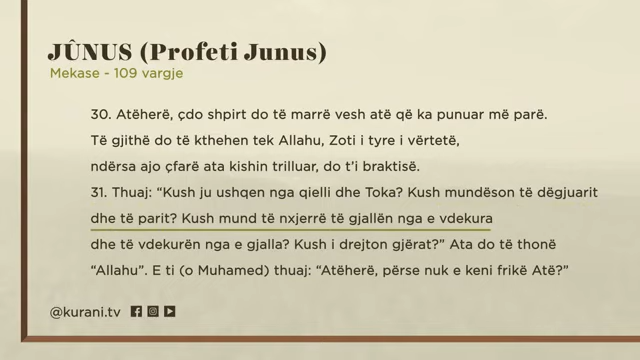 JÛNUS (Profeti Junus)
Mekase - 109 vargje
30. Atëherë, çdo shpirt do të marrë vesh atë që ka punuar më parë.
Të gjithë do të kthehen tek Allahu, Zoti i tyre i vërtetë,
ndërsa ajo çfarë ata kishin trilluar, do t’i braktisë.
31. Thuaj: “Kush ju ushqen nga qielli dhe Toka? Kush mundëson të dëgjuarit
dhe të parit? Kush mund të nxjerrë të gjallën nga e vdekura
dhe të vdekurën nga e gjalla? Kush i drejton gjërat?” Ata do të thonë
“Allahu”. E ti (o Muhamed) thuaj: “Atëherë, përse nuk e keni frikë Atë?”
@kurani.tv